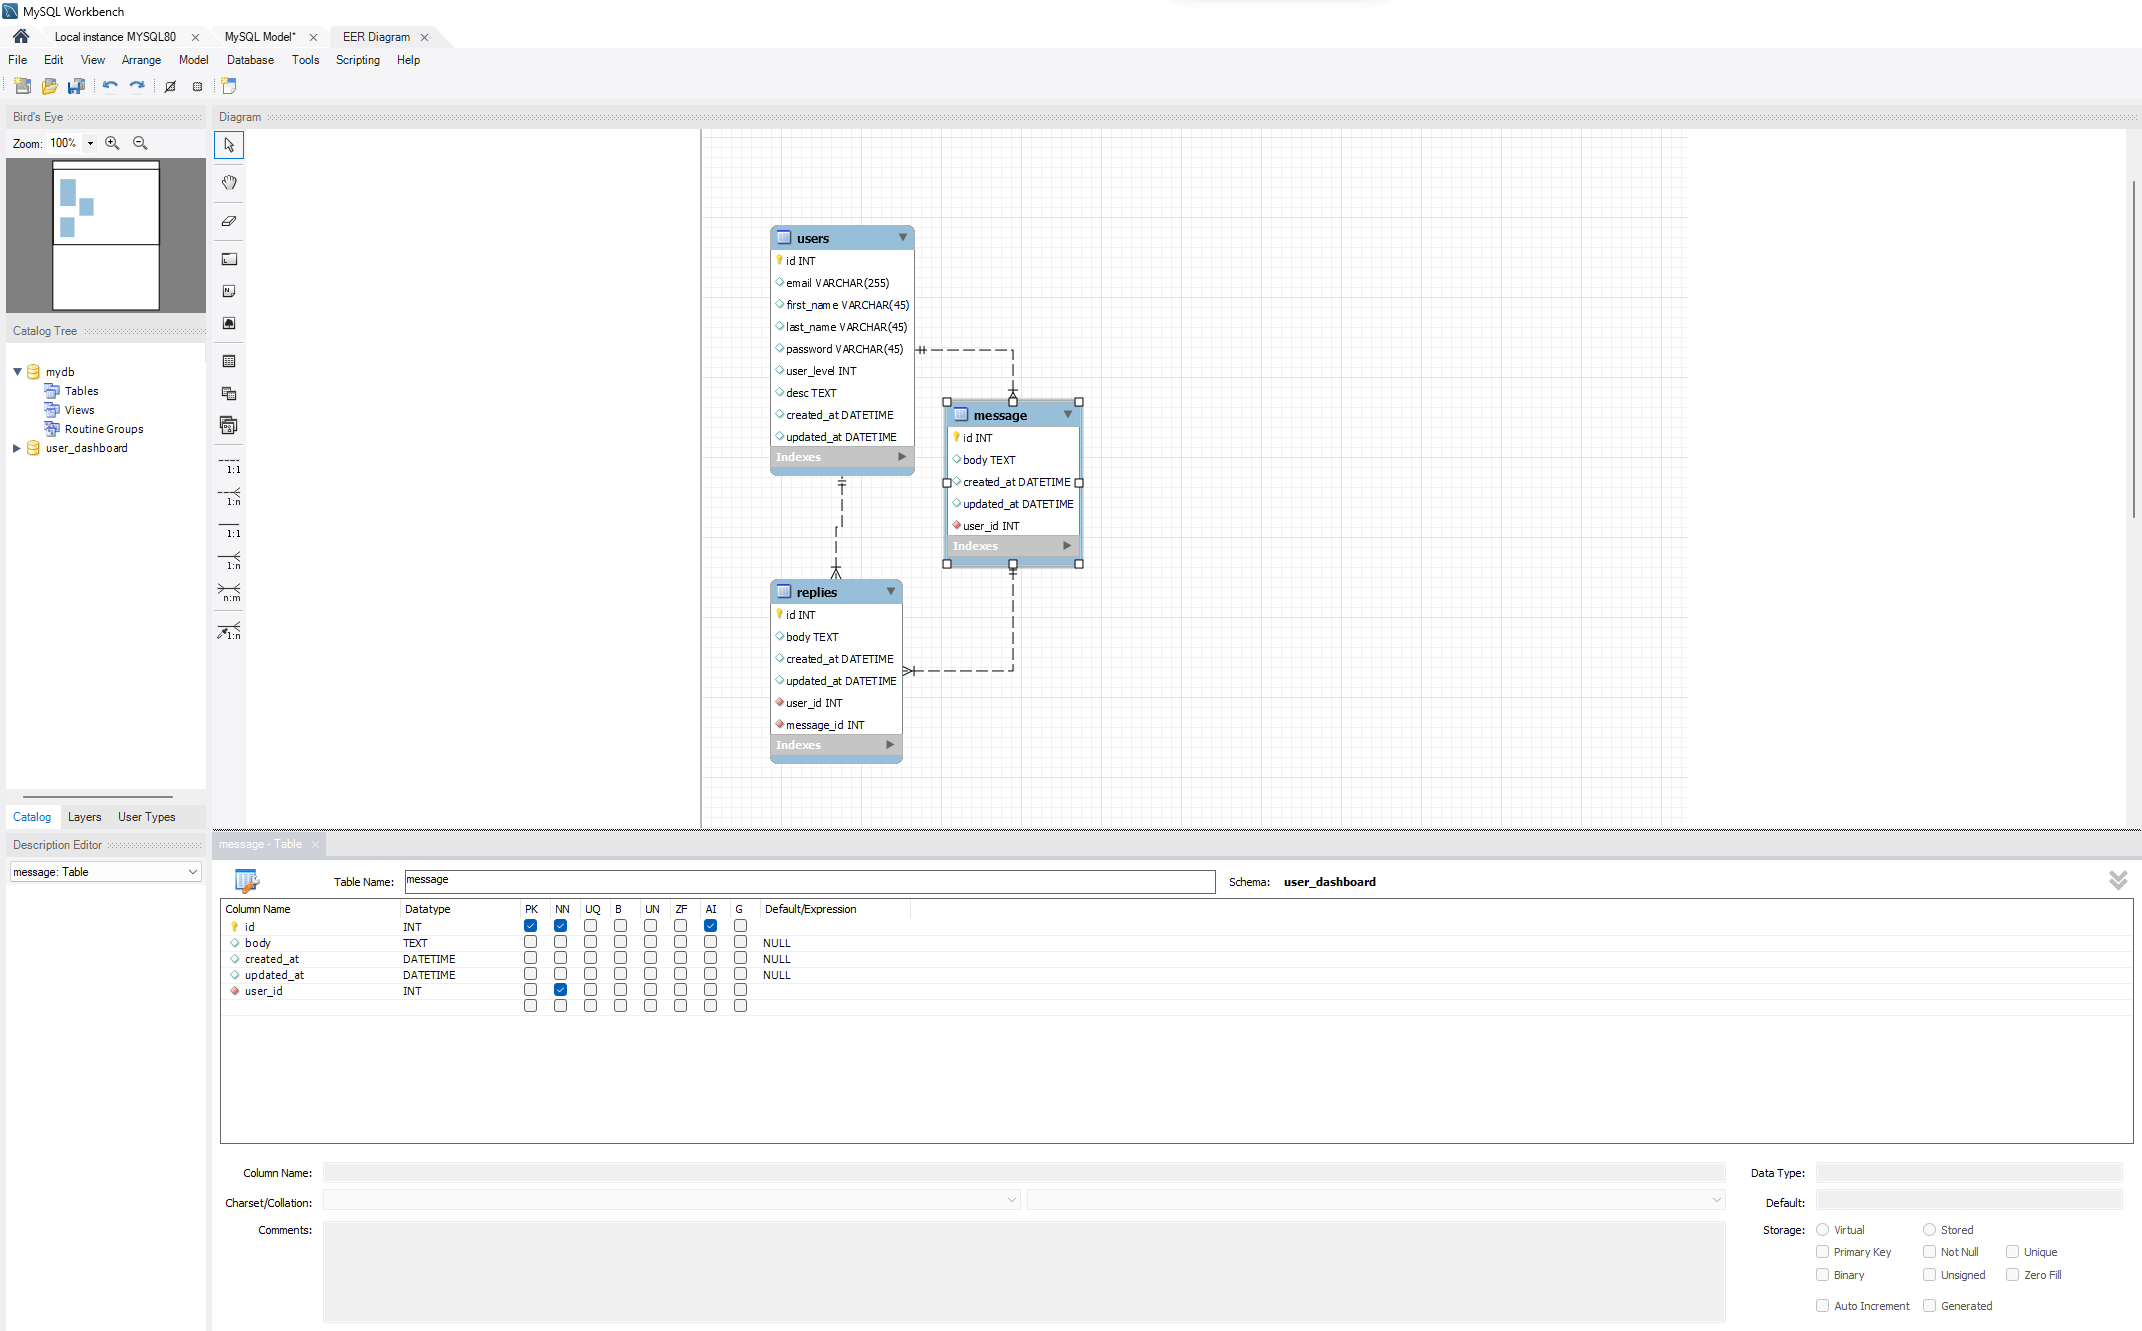 MySQL Workbench
Local instance MYSQL80
MySQL Model*
EER Diagram
File Edit View Arrange Model Database Tools Scripting Help
Bird's Eye
Zoom: 100%
Catalog Tree
mydb
Tables
Views
Routine Groups
user_dashboard
Catalog Layers User Types
Description Editor
message: Table
Diagram
1:1
1:n
1:1
1:n
n:m
1:n
users
id INT
email VARCHAR(255)
first_name VARCHAR(45)
last_name VARCHAR(45)
password VARCHAR(45)
user_level INT
desc TEXT
created_at DATETIME
updated_at DATETIME
Indexes
message
id INT
body TEXT
created_at DATETIME
updated_at DATETIME
user_id INT
Indexes
replies
id INT
body TEXT
created_at DATETIME
updated_at DATETIME
user_id INT
message_id INT
Indexes
message - Table
Table Name: message Schema: user_dashboard
Column Name Datatype PK NN UQ B UN ZF AI G Default/Expression
id INT
body TEXT NULL
created_at DATETIME NULL
updated_at DATETIME NULL
user_id INT
Column Name: Data Type:
Charset/Collation: Default:
Comments: Storage: Virtual Stored
Primary Key Not Null Unique
Binary Unsigned Zero Fill
Auto Increment Generated